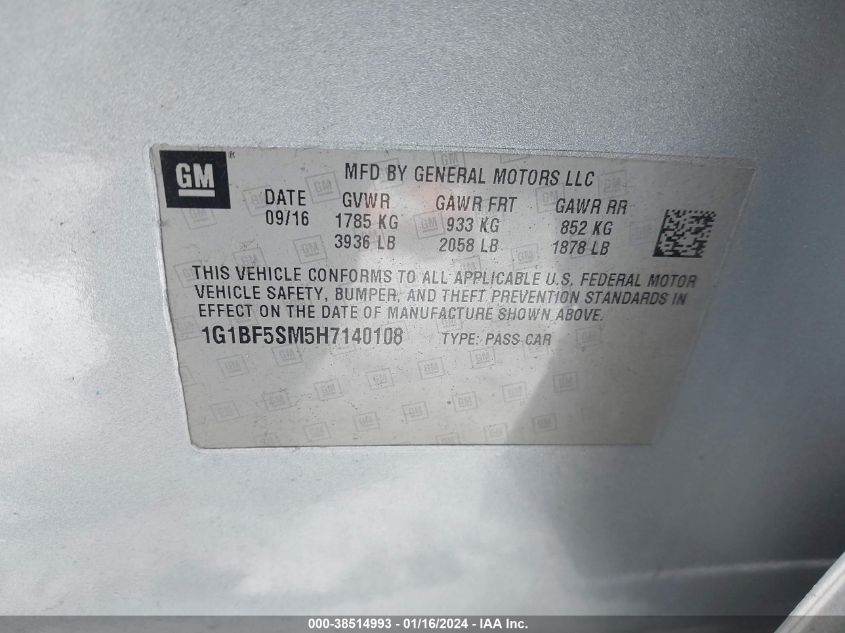 GM
MFD BY GENERAL MOTORS LLC
DATE GVWR GAWR FRT GAWR RR
09/16 1785 KG 933 KG 852 KG
3936 LB 2058 LB 1878 LB
THIS VEHICLE CONFORMS TO ALL APPLICABLE U.S. FEDERAL MOTOR
VEHICLE SAFETY, BUMPER, AND THEFT PREVENTION STANDARDS IN
EFFECT ON THE DATE OF MANUFACTURE SHOWN ABOVE.
1G1BF5SM5H7140108 TYPE: PASS CAR
000-38514993 - 01/16/2024 - IAA Inc.